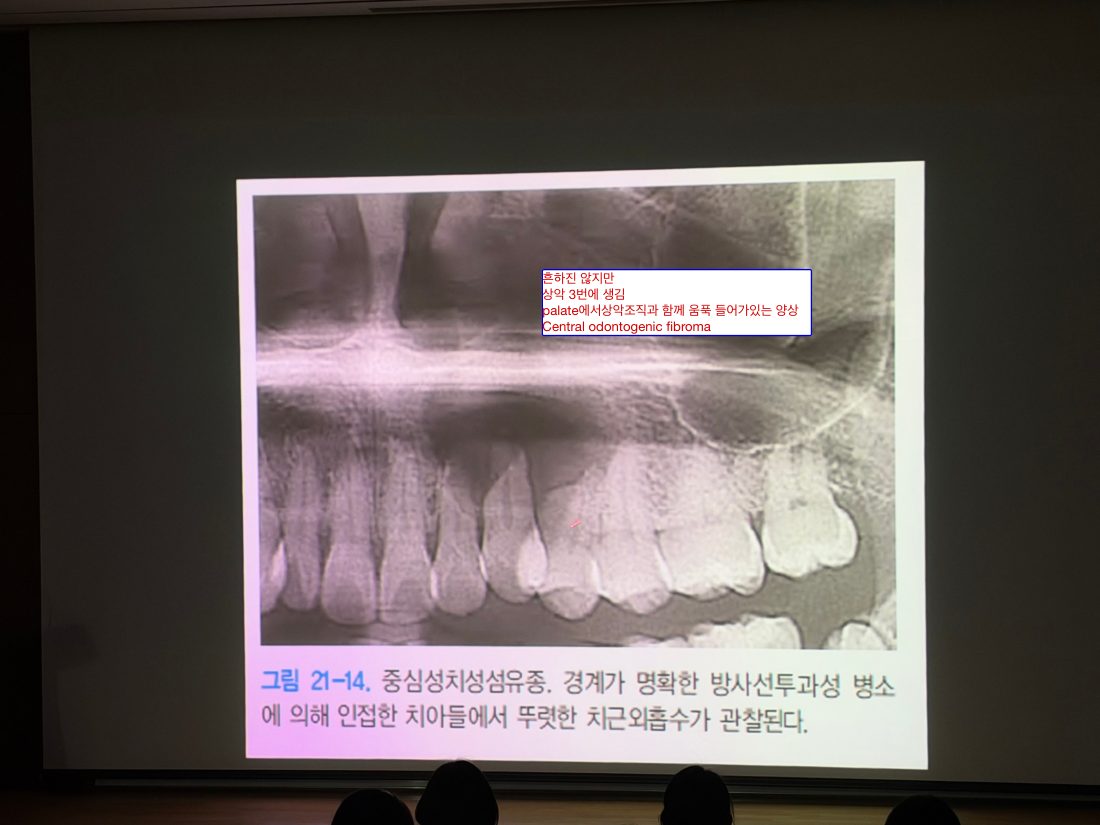 흔하진 않지만
상악 3번에 생김
palate에서상악조직과 함께 움푹 들어가있는 양상
Central odontogenic fibroma
그림 21-14. 중심성치성섬유종. 경계가 명확한 방사선투과성 병소
에 의해 인접한 치아들에서 뚜렷한 치근외흡수가 관찰된다.